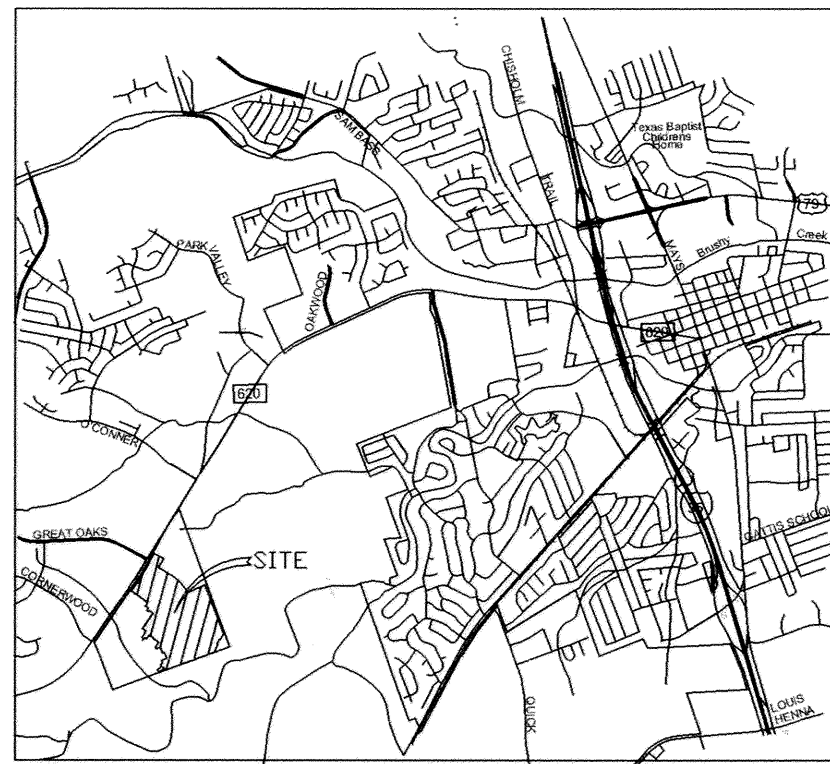 CHISHOLM
TRAIL
SAM BASS
Texas Baptist
Childrens
Home
79
Brushy
Creek
MAYS
PARK VALLEY
OAKWOOD
620
620
O'CONNER
35
GATTIS SCHOOL
GREAT OAKS
SITE
CORNERWOOD
QUICK
LOUIS
HENNA